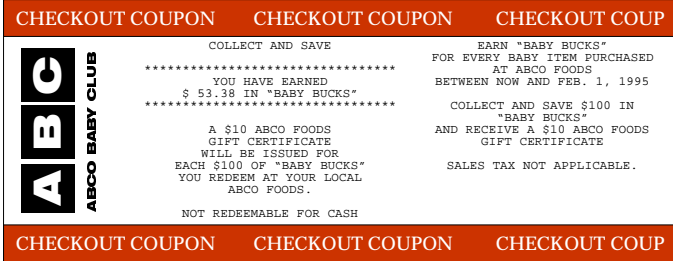 CHECKOUT COUPON CHECKOUT COUPON CHECKOUT COUP
ABC
ABCO BABY CLUB
COLLECT AND SAVE
*********************************
YOU HAVE EARNED
$ 53.38 IN “BABY BUCKS”
*********************************
A $10 ABCO FOODS
GIFT CERTIFICATE
WILL BE ISSUED FOR
EACH $100 OF “BABY BUCKS”
YOU REDEEM AT YOUR LOCAL
ABCO FOODS.
NOT REDEEMABLE FOR CASH
EARN “BABY BUCKS”
FOR EVERY BABY ITEM PURCHASED
AT ABCO FOODS
BETWEEN NOW AND FEB. 1, 1995
COLLECT AND SAVE $100 IN
“BABY BUCKS”
AND RECEIVE A $10 ABCO FOODS
GIFT CERTIFICATE
SALES TAX NOT APPLICABLE.
CHECKOUT COUPON CHECKOUT COUPON CHECKOUT COUP